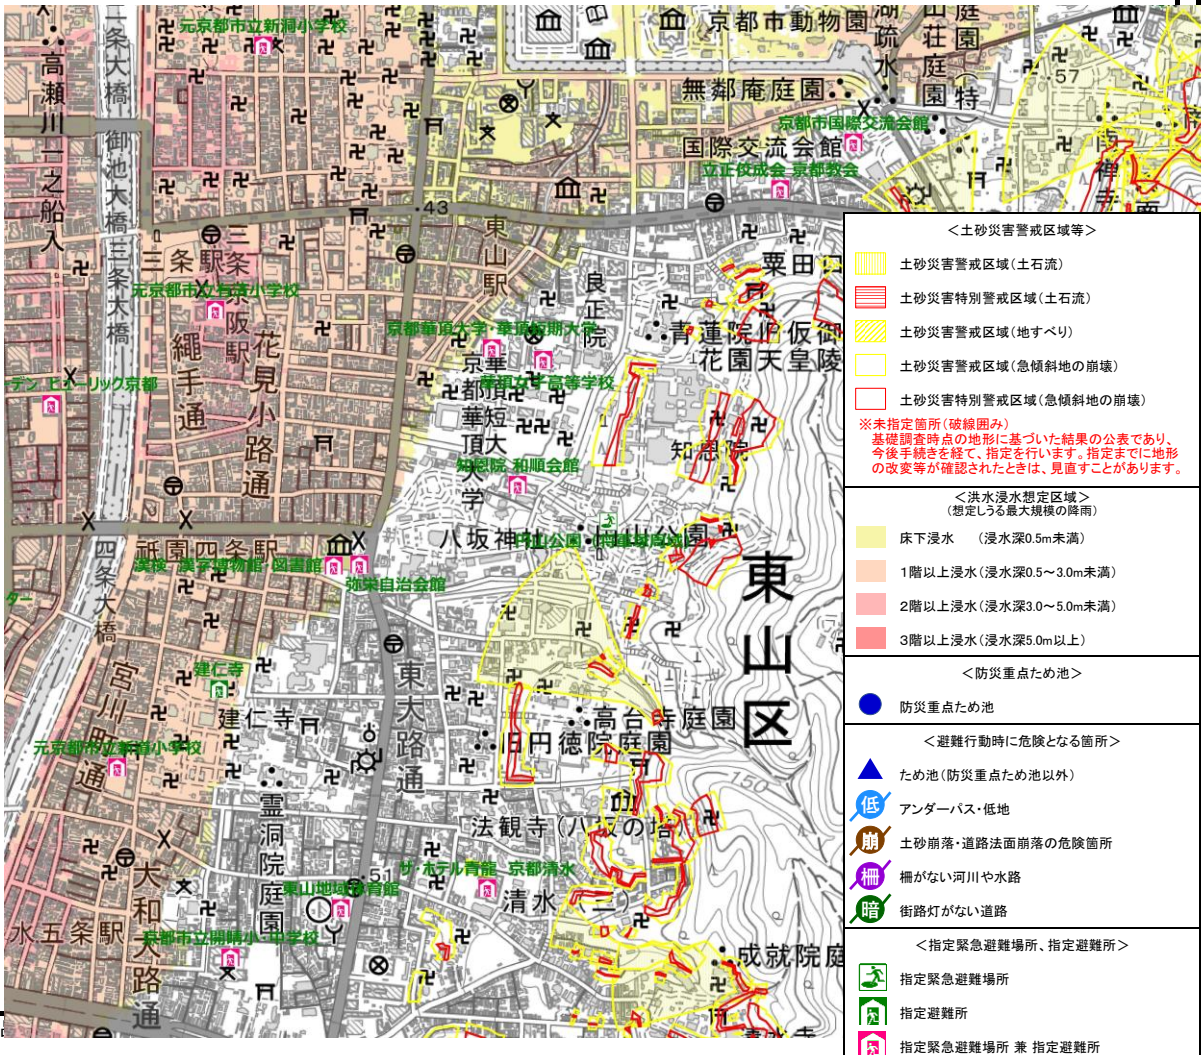 元京都市立新洞小学校
高瀬川一之船入
二条大橋
御池大橋
三条大橋
京都市動物園
無鄰菴庭園
京都市国際交流会館
国際交流会館
立正佼成会 京都教会
・57
・43
東山駅
三条駅
三条京阪駅
元京都市立有済小学校
縄手通
花見小路通
良正院
粟田
青蓮院旧仮御
花園天皇陵
京都華頂大学・華頂短期大学
華頂女子高等学校
京都華頂大学
華頂短大
知恩院
知恩院 和順会館
八坂神社
円山公園
祇園四条駅
漢検 漢字博物館・図書館
弥栄自治会館
四条大橋
宮川町通
建仁寺
建仁寺
東大路通
東山区
高台寺庭園
旧円徳院庭園
150
元京都市立新道小学校
霊洞院庭園
法観寺(八坂の塔)
ザ・ホテル青龍 京都清水
・51
東山地域体育館
清水
大和大路通
京都市立開睛小・中学校
水五条駅
成就院庭
清水寺
<土砂災害警戒区域等>
土砂災害警戒区域(土石流)
土砂災害特別警戒区域(土石流)
土砂災害警戒区域(地すべり)
土砂災害警戒区域(急傾斜地の崩壊)
土砂災害特別警戒区域(急傾斜地の崩壊)
※未指定箇所(破線囲み)
基礎調査時点の地形に基づいた結果の公表であり、
今後手続きを経て、指定を行います。指定までに地形
の改変等が確認されたときは、見直すことがあります。
<洪水浸水想定区域>
(想定しうる最大規模の降雨)
床下浸水 (浸水深0.5m未満)
1階以上浸水(浸水深0.5～3.0m未満)
2階以上浸水(浸水深3.0～5.0m未満)
3階以上浸水(浸水深5.0m以上)
<防災重点ため池>
防災重点ため池
<避難行動時に危険となる箇所>
ため池(防災重点ため池以外)
低 アンダーパス・低地
崩 土砂崩落・道路法面崩落の危険箇所
柵 柵がない河川や水路
暗 街路灯がない道路
<指定緊急避難場所、指定避難所>
指定緊急避難場所
指定避難所
指定緊急避難場所 兼 指定避難所